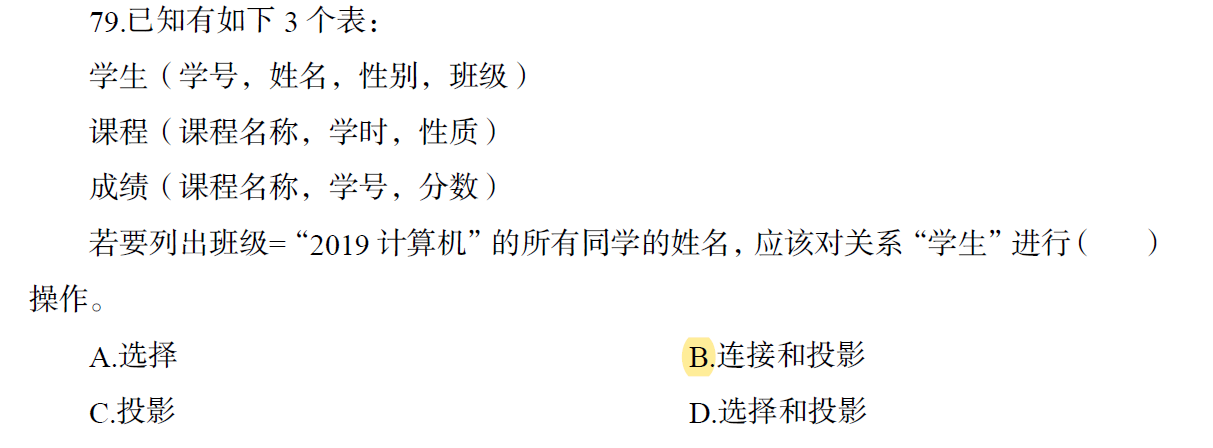 79.已知有如下 3 个表：
学生（学号，姓名，性别，班级）
课程（课程名称，学时，性质）
成绩（课程名称，学号，分数）
若要列出班级=“2019 计算机”的所有同学的姓名，应该对关系“学生”进行（　　）
操作。
A.选择　　B.连接和投影
C.投影　　D.选择和投影